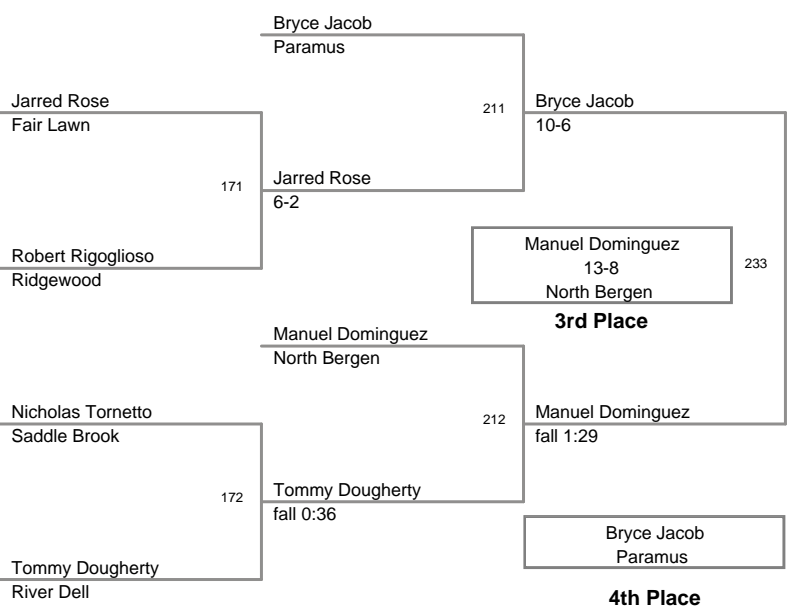 Bryce Jacob
Paramus
Jarred Rose
Fair Lawn
211
Bryce Jacob
10-6
171
Jarred Rose
6-2
Robert Rigoglioso
Ridgewood
Manuel Dominguez
13-8
North Bergen
233
3rd Place
Manuel Dominguez
North Bergen
Nicholas Tornetto
Saddle Brook
212
Manuel Dominguez
fall 1:29
172
Tommy Dougherty
fall 0:36
Bryce Jacob
Paramus
Tommy Dougherty
River Dell
4th Place